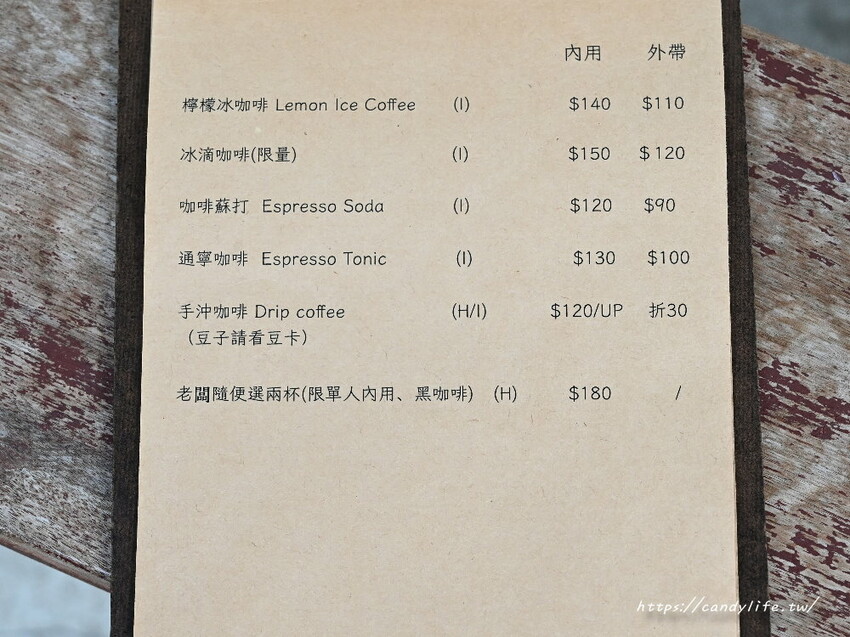 內用 外帶
檸檬冰咖啡 Lemon Ice Coffee (I) $140 $110
冰滴咖啡(限量) (I) $150 $120
咖啡蘇打 Espresso Soda (I) $120 $90
通寧咖啡 Espresso Tonic (I) $130 $100
手沖咖啡 Drip coffee (H/I) $120/UP 折30
（豆子請看豆卡）
老闆隨便選兩杯(限單人內用、黑咖啡) (H) $180 /
https://candylife.tw/